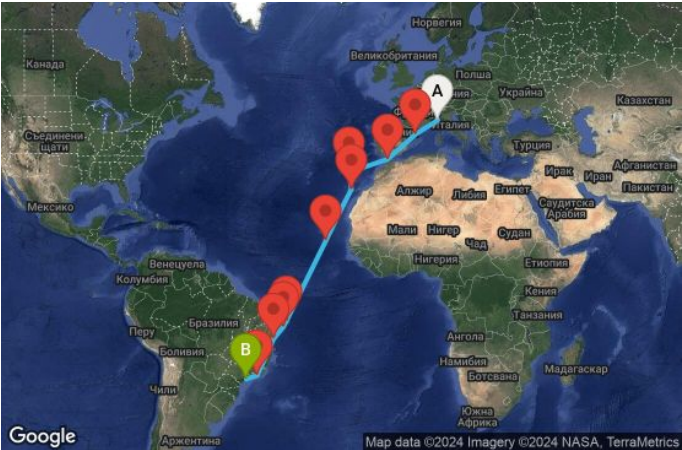 Норвегия
Канада
Великобритания
Полша
A
Украйна
Казахстан
Италия
Съединени
щати
Турция
Афганистан
Ирак
Иран
Пакистан
Алжир
Либия
Египет
Саудитска
Арабия
Мексико
Мали
Нигер
Чад
Судан
Венецуела
Нигерия
Етиопия
Колумбия
Кения
Танзания
Перу
Бразилия
Ангола
B
Боливия
Намибия
Мадагаскар
Ботсвана
Чили
Южна
Африка
Аржентина
Google
Map data ©2024 Imagery ©2024 NASA, TerraMetrics